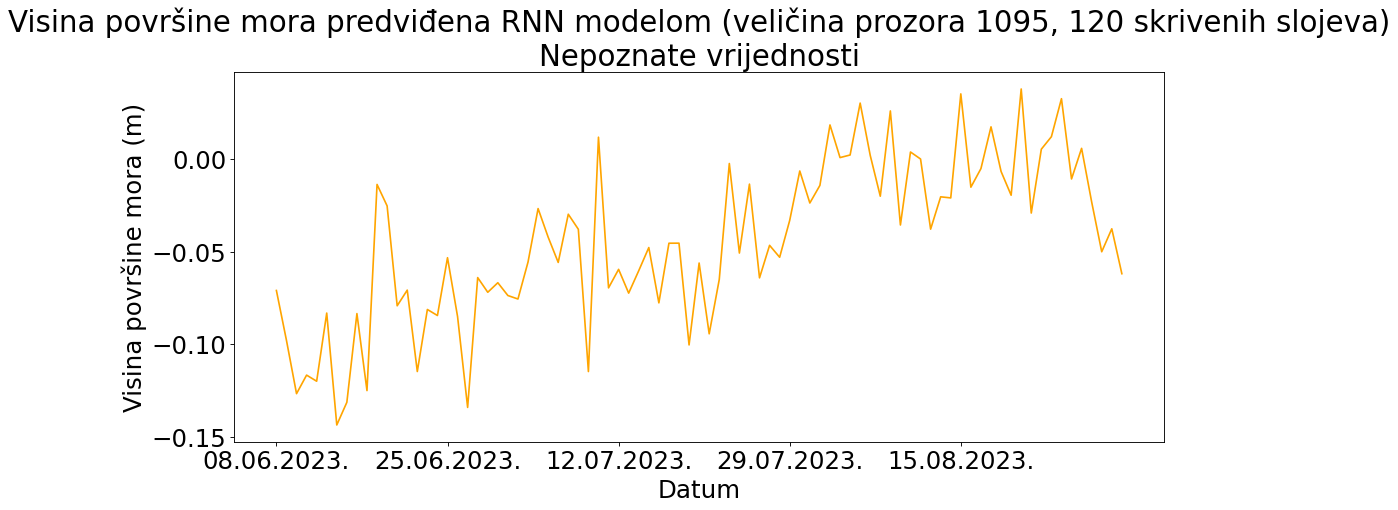 Visina površine mora predviđena RNN modelom (veličina prozora 1095, 120 skrivenih slojeva)
Nepoznate vrijednosti
Visina površine mora (m)
0.00
−0.05
−0.10
−0.15
08.06.2023. 25.06.2023. 12.07.2023. 29.07.2023. 15.08.2023.
Datum